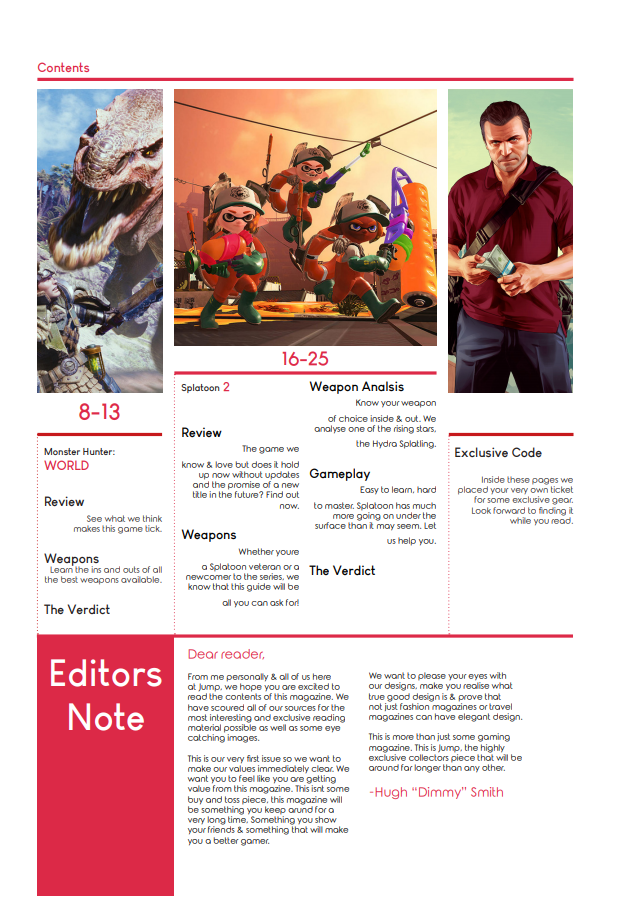 Contents
8-13
Monster Hunter:
WORLD
Review
See what we think
makes this game tick.
Weapons
Learn the ins and outs of all
the best weapons available.
The Verdict
16-25
Splatoon 2
Review
The game we
know & love but does it hold
up now without updates
and the promise of a new
title in the future? Find out
now.
Weapons
Whether youre
a Splatoon veteran or a
newcomer to the series, we
know that this guide will be
all you can ask for!
Weapon Analsis
Know your weapon
of choice inside & out. We
analyse one of the rising stars,
the Hydra Splatling.
Gameplay
Easy to learn, hard
to master. Splatoon has much
more going on under the
surface than it may seem. Let
us help you.
The Verdict
Exclusive Code
Inside these pages we
placed your very own ticket
for some exclusive gear.
Look forward to finding it
while you read.
Editors
Note
Dear reader,
From me personally & all of us here
at Jump, we hope you are excited to
read the contents of this magazine. We
have scoured all of our sources for the
most interesting and exclusive reading
material possible as well as some eye
catching images.
This is our very first issue so we want to
make our values immediately clear. We
want you to feel like you are getting
value from this magazine. This isnt some
buy and toss piece, this magazine will
be something you keep arund for a
very long time, Something you show
your friends & something that will make
you a better gamer.
We want to please your eyes with
our designs, make you realise what
true good design is & prove that
not just fashion magazines or travel
magazines can have elegant design.
This is more than just some gaming
magazine. This is Jump, the highly
exclusive collectors piece that will be
around far longer than any other.
-Hugh “Dimmy” Smith